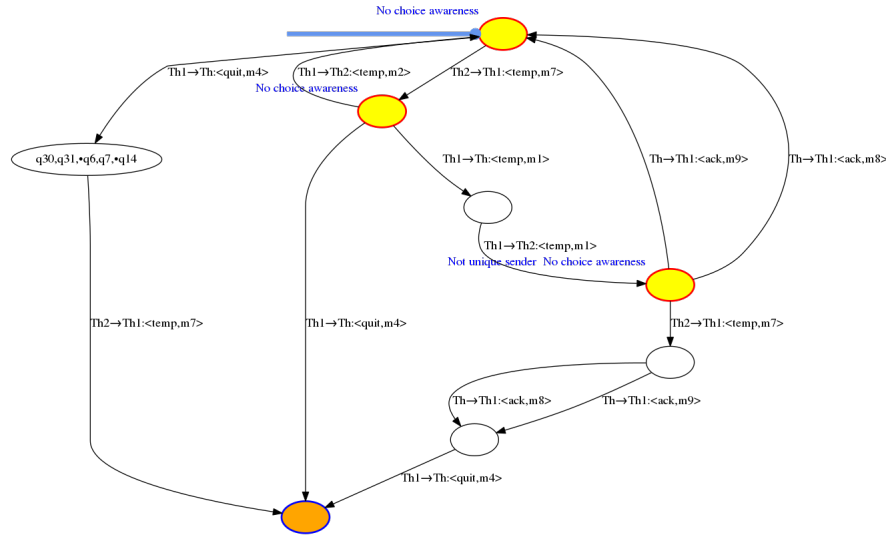 No choice awareness
Th1→Th:<quit,m4>
Th1→Th2:<temp,m2>
Th2→Th1:<temp,m7>
No choice awareness
q30,q31,•q6,q7,•q14
Th1→Th:<temp,m1>
Th→Th1:<ack,m9>
Th→Th1:<ack,m8>
Th1→Th2:<temp,m1>
Not unique sender No choice awareness
Th2→Th1:<temp,m7>
Th1→Th:<quit,m4>
Th2→Th1:<temp,m7>
Th→Th1:<ack,m8>
Th→Th1:<ack,m9>
Th1→Th:<quit,m4>